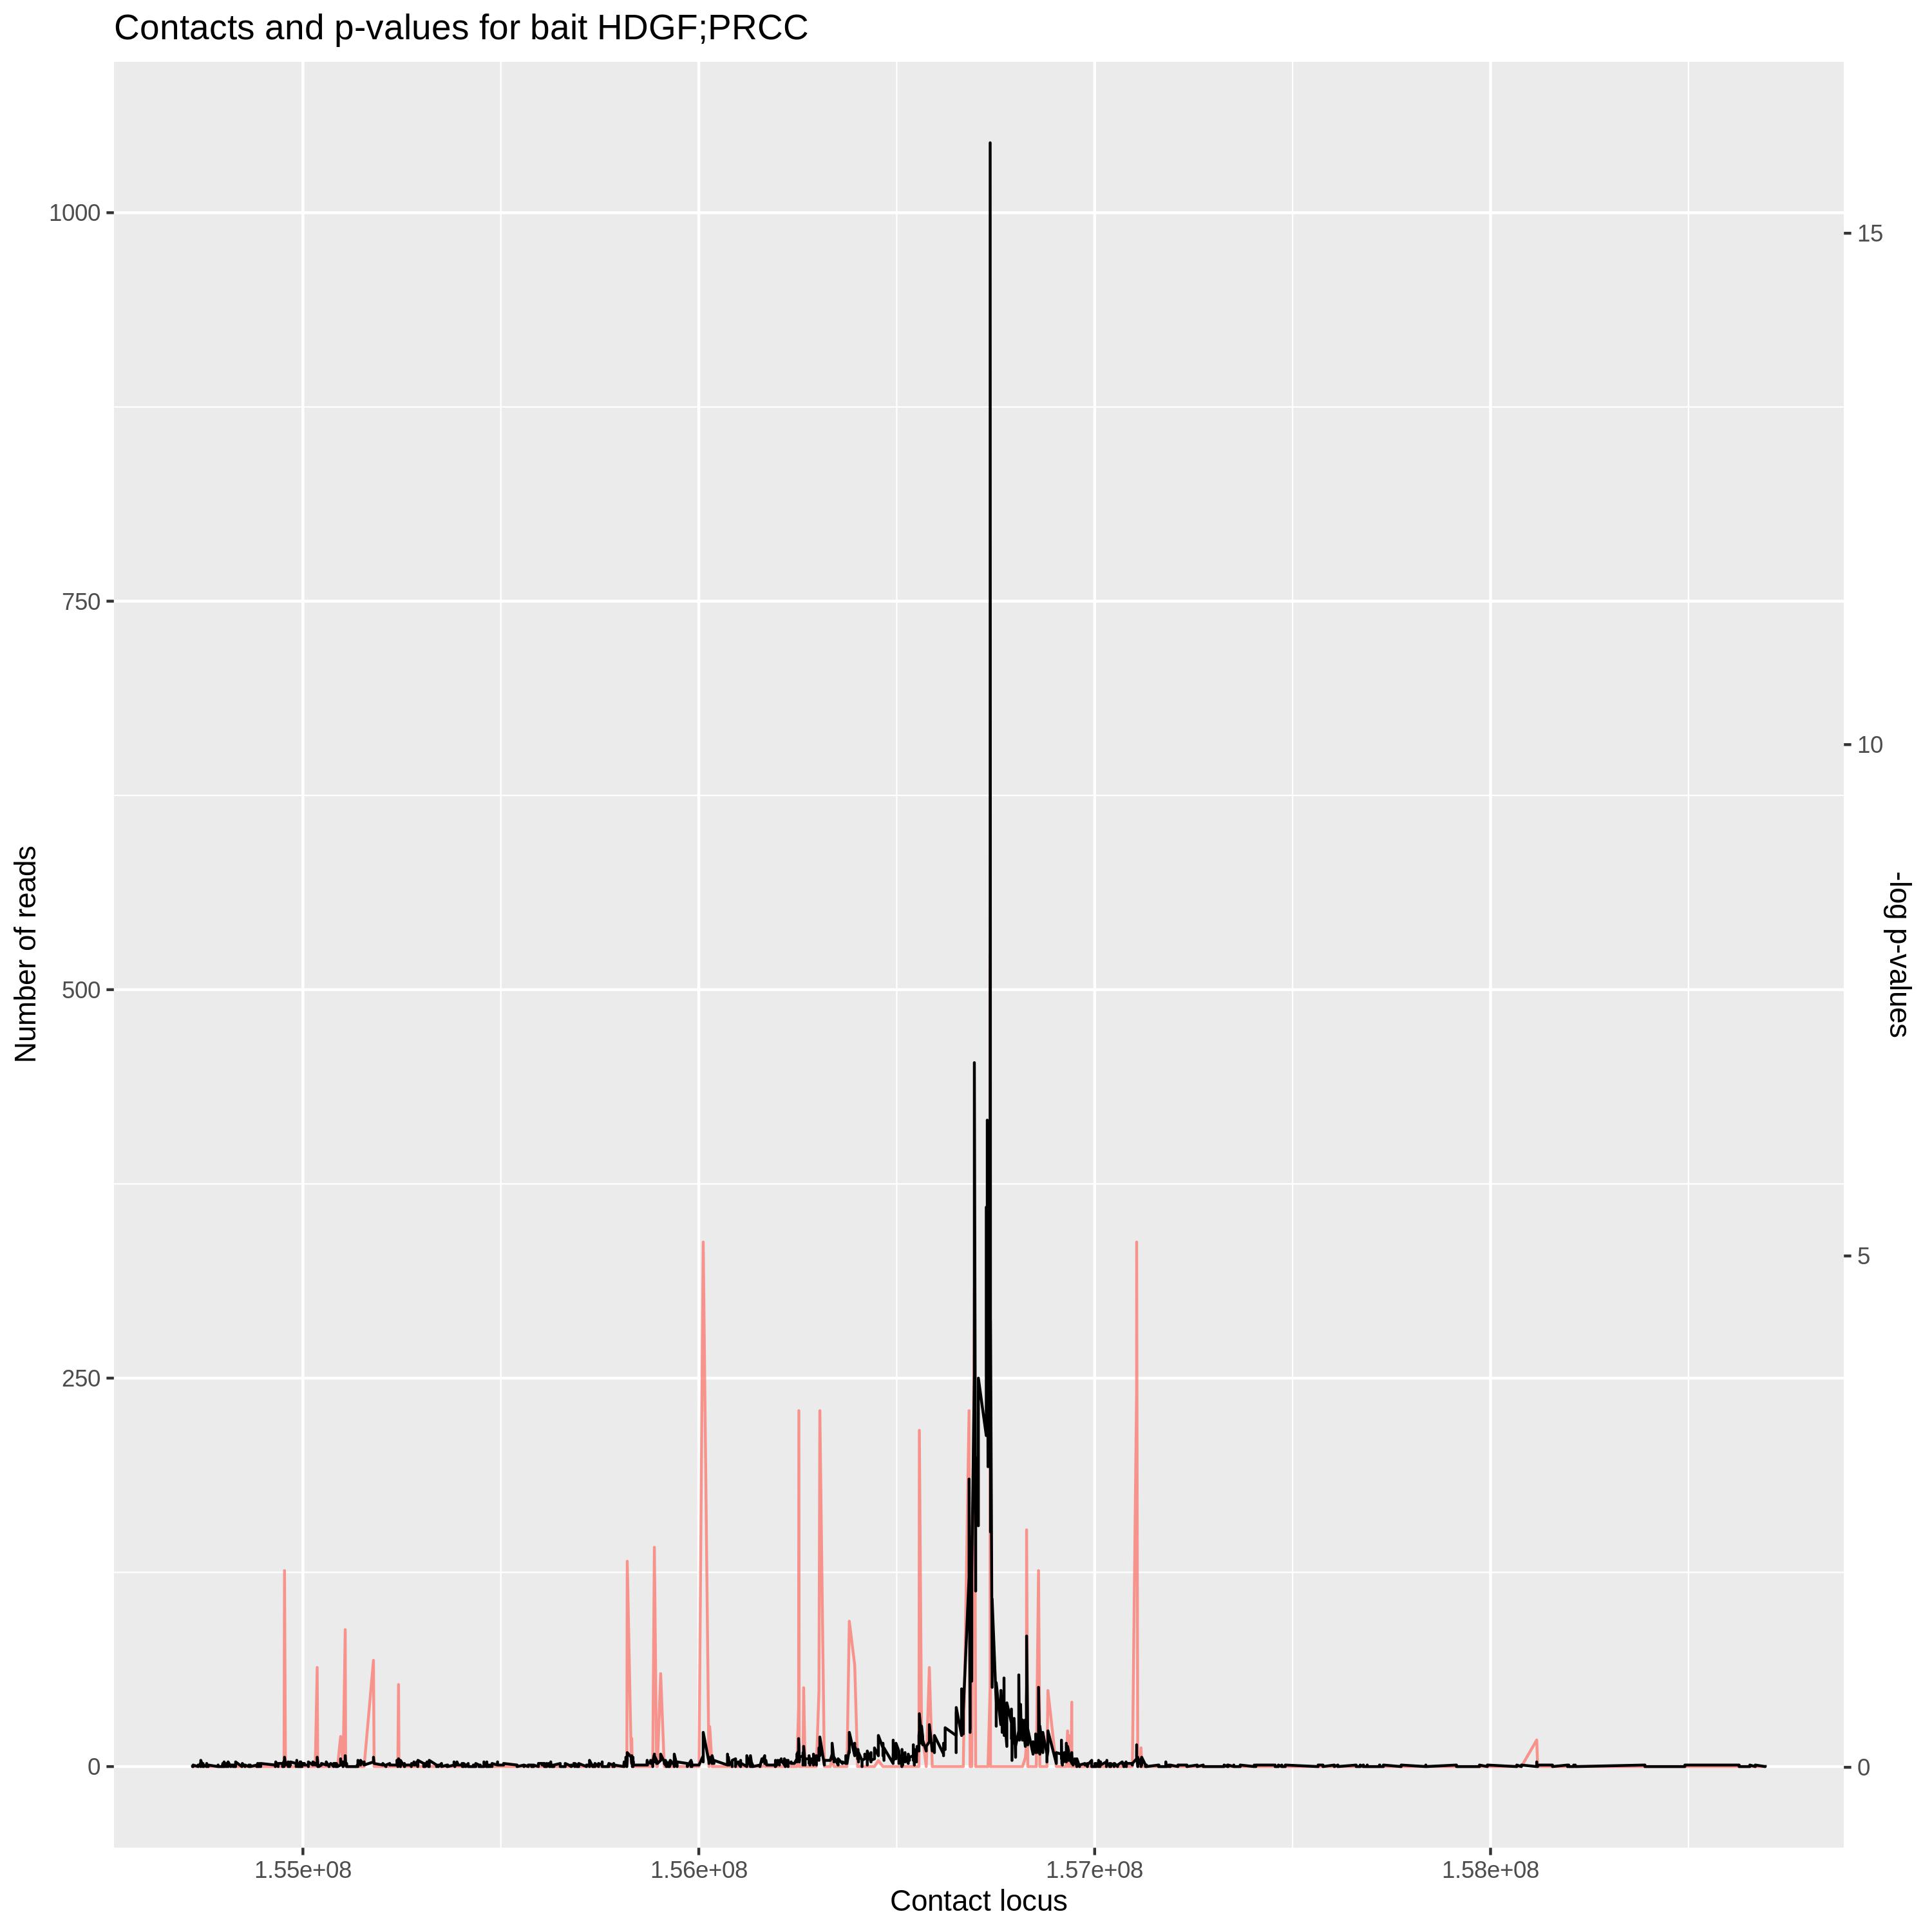 Contacts and p-values for bait HDGF;PRCC
1000
750
500
250
0
Number of reads
15
10
5
0
-log p-values
1.55e+08
1.56e+08
1.57e+08
1.58e+08
Contact locus